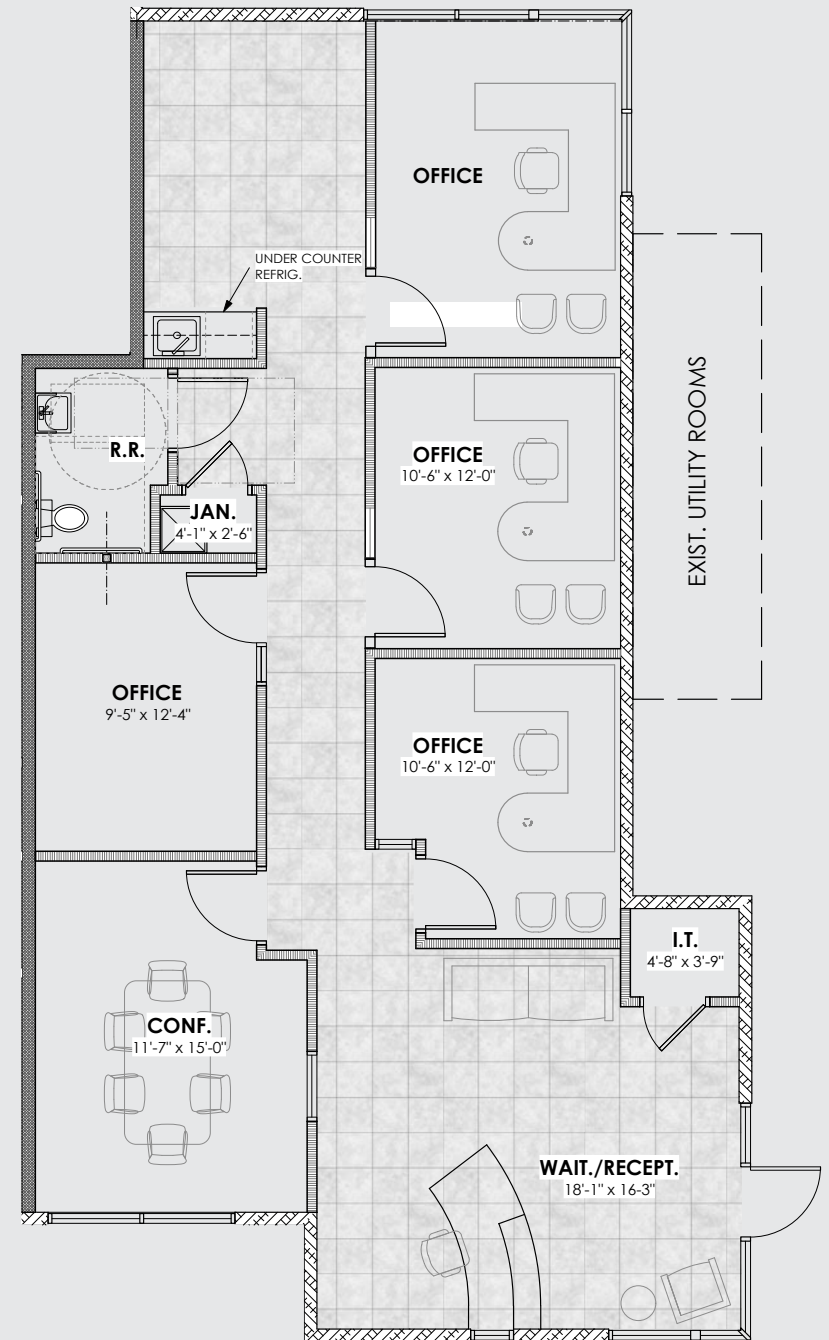 OFFICE
UNDER COUNTER
REFRIG.
OFFICE
10'-6" x 12'-0"
R.R.
EXIST. UTILITY ROOMS
JAN.
4'-1" x 2'-6"
OFFICE
9'-5" x 12'-4"
OFFICE
10'-6" x 12'-0"
I.T.
4'-8" x 3'-9"
CONF.
11'-7" x 15'-0"
WAIT./RECEPT.
18'-1" x 16-3"